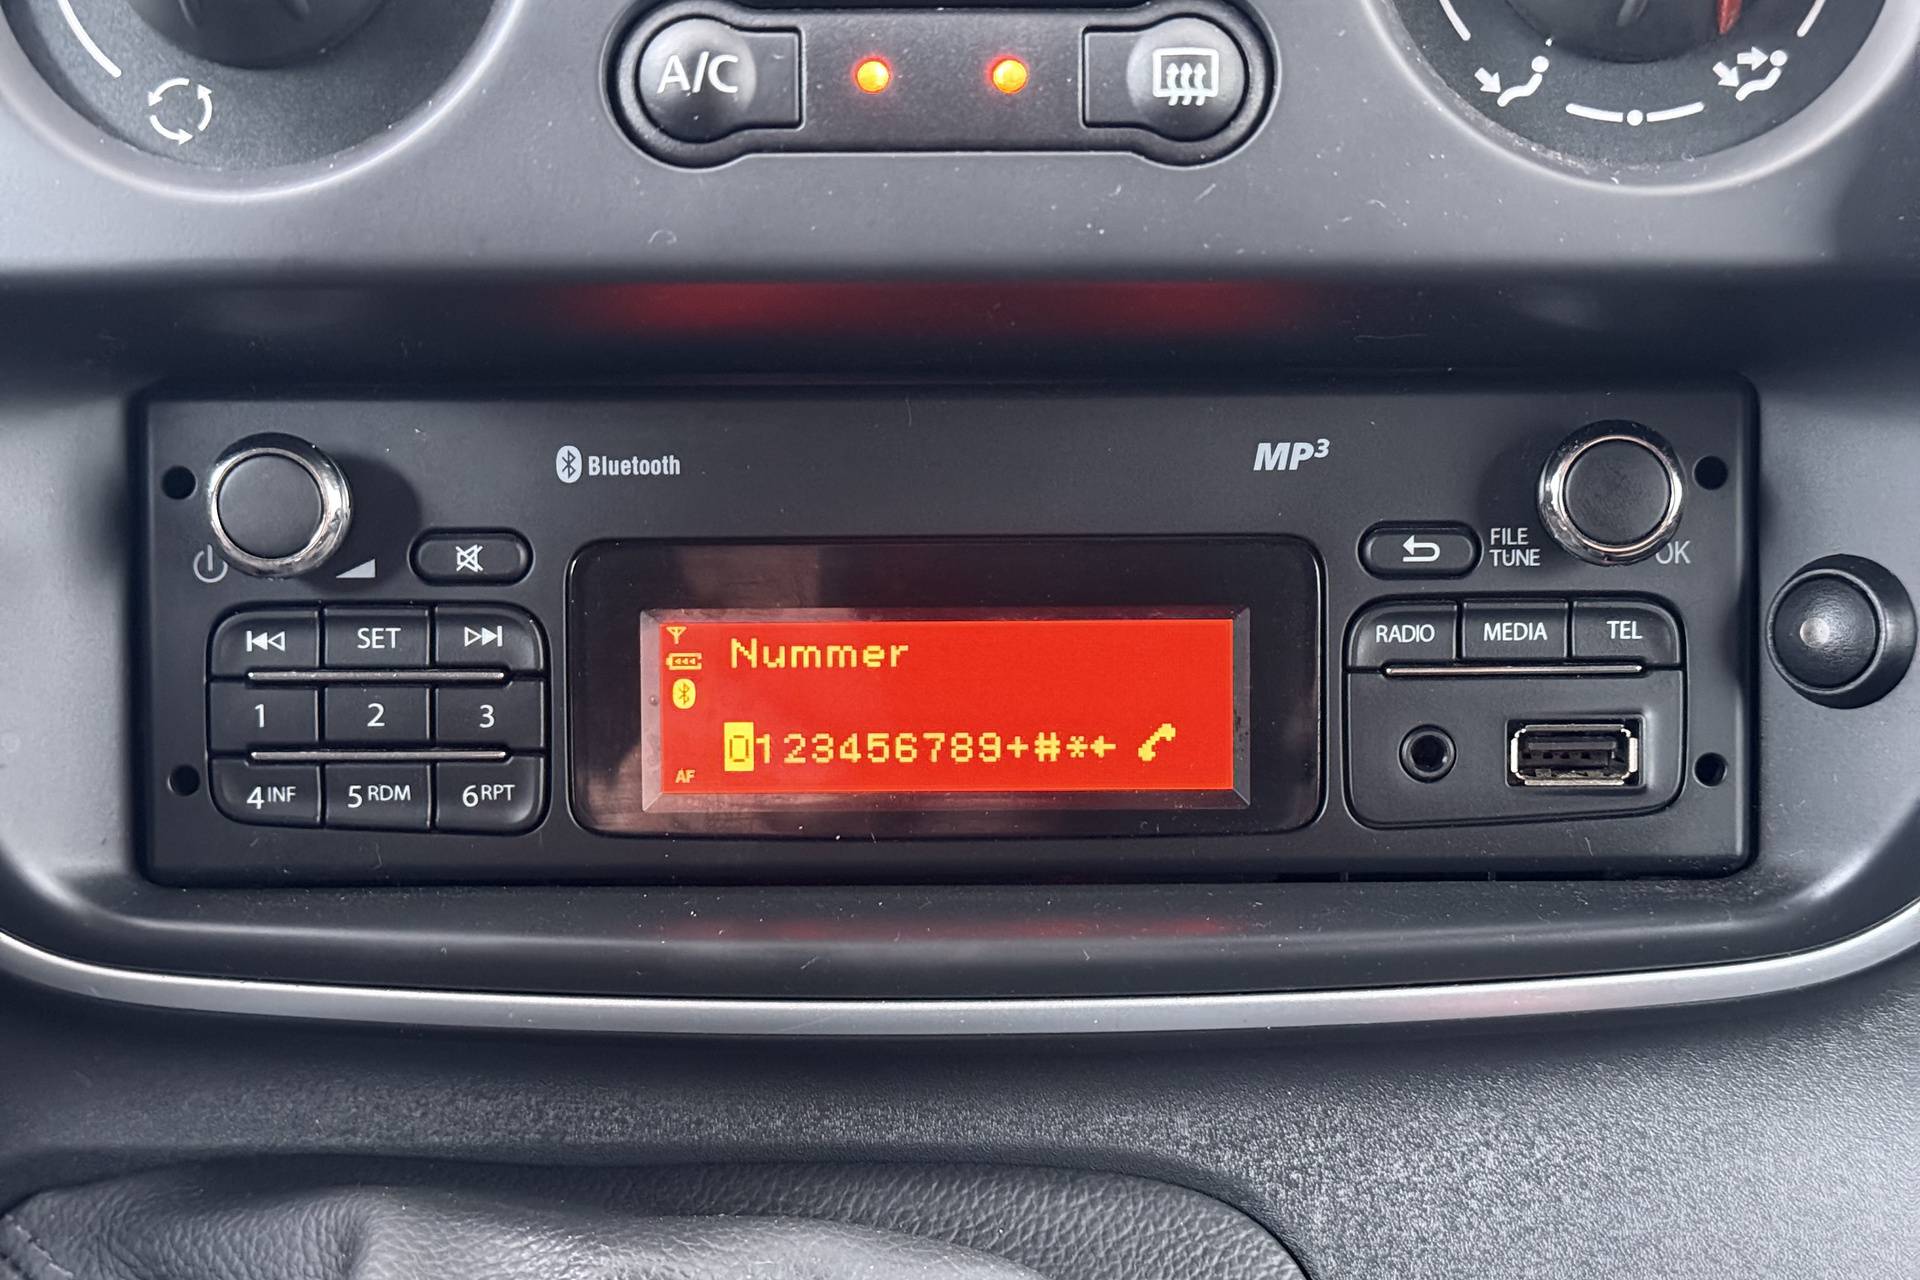 A/C
Bluetooth
MP³
FILE
TUNE
OK
SET
RADIO MEDIA TEL
Nummer
0123456789+#*←
AF
1 2 3
4 INF 5 RDM 6 RPT